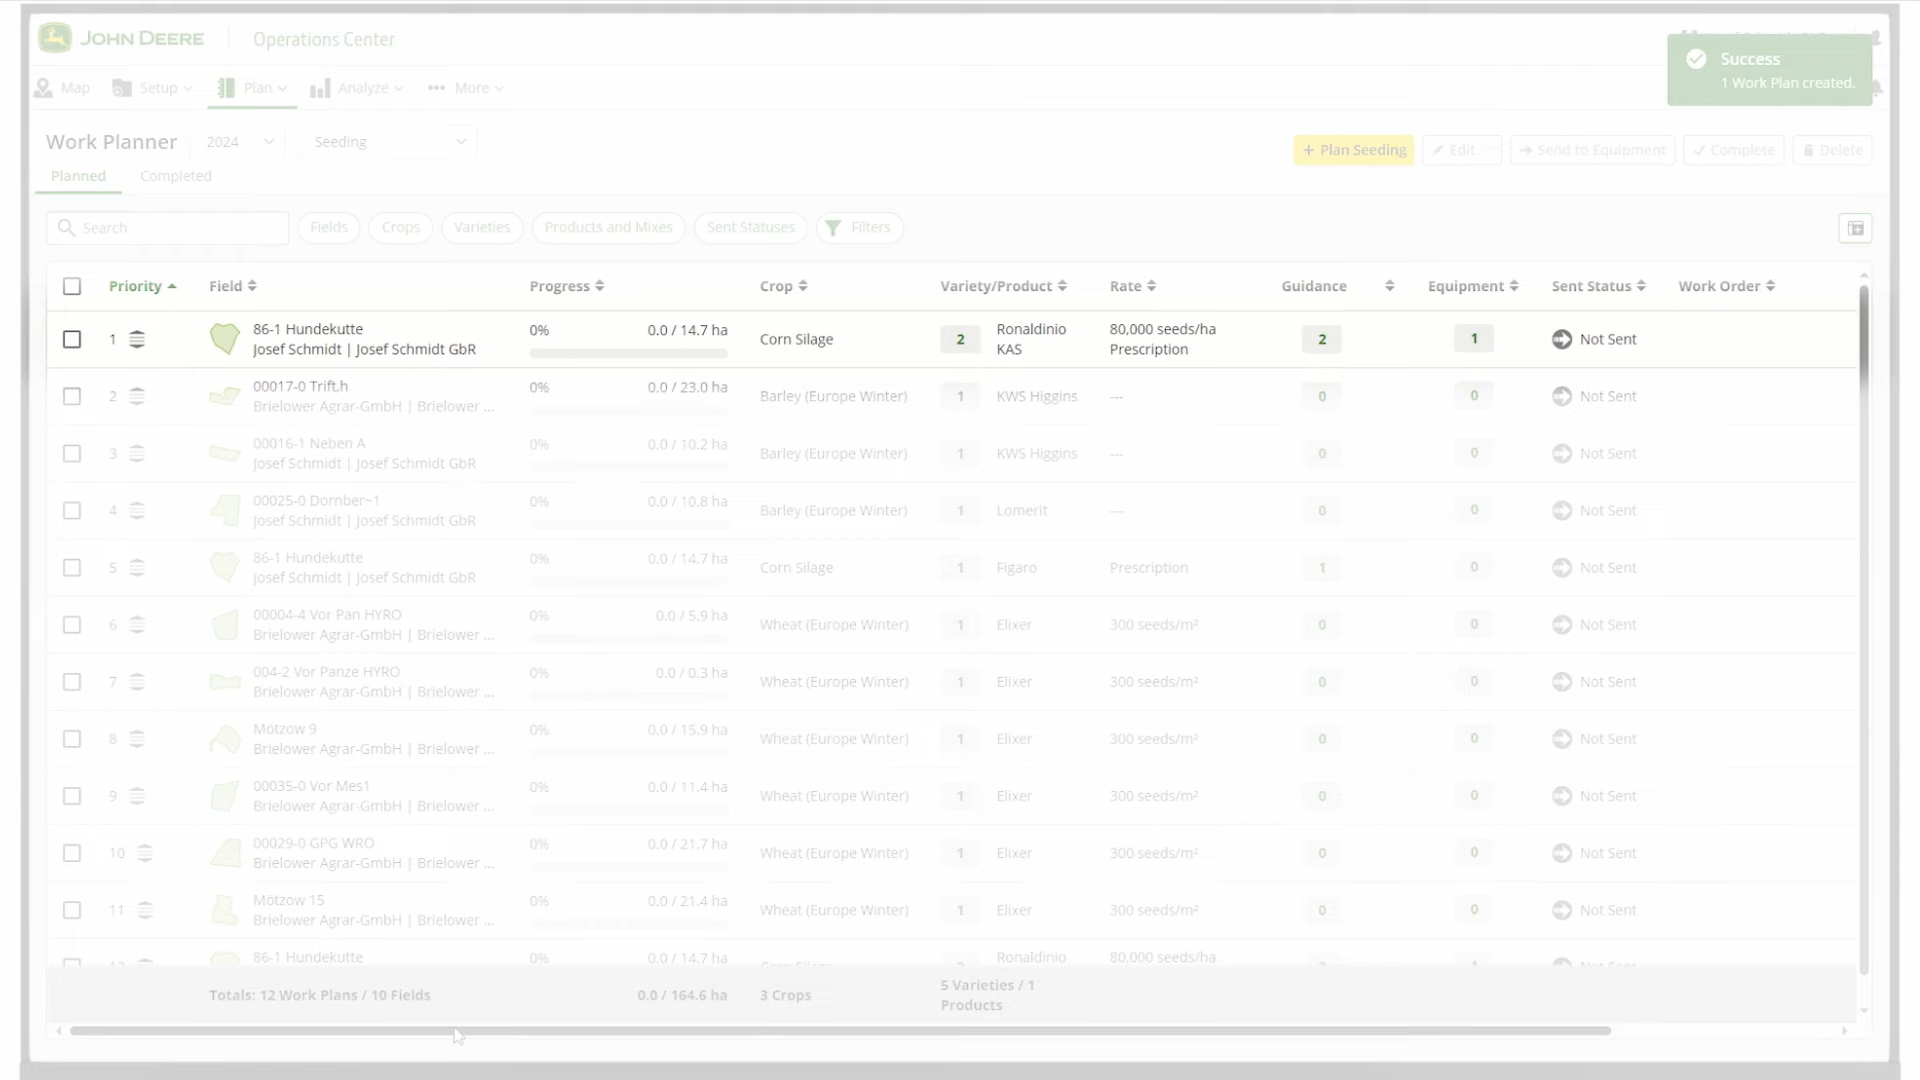 JOHN DEERE Operations Center
Map Setup Plan Analyze More
Success
1 Work Plan created.
Work Planner 2024 Seeding
+ Plan Seeding Edit Send to Equipment Complete Delete
Planned Completed
Search Fields Crops Varieties Products and Mixes Sent Statuses Filters
Priority Field Progress Crop Variety/Product Rate Guidance Equipment Sent Status Work Order
1 86-1 Hundekutte 0% 0.0 / 14.7 ha Corn Silage 2 Ronaldinio 80,000 seeds/ha 2 1 Not Sent
Josef Schmidt | Josef Schmidt GbR KAS Prescription
2 00017-0 Trift.h 0% 0.0 / 23.0 ha Barley (Europe Winter) 1 KWS Higgins --- 0 0 Not Sent
Brielower Agrar-GmbH | Brielower ...
3 00016-1 Neben A 0% 0.0 / 10.2 ha Barley (Europe Winter) 1 KWS Higgins --- 0 0 Not Sent
Josef Schmidt | Josef Schmidt GbR
4 00025-0 Dornber~1 0% 0.0 / 10.8 ha Barley (Europe Winter) 1 Lomerit --- 0 0 Not Sent
Josef Schmidt | Josef Schmidt GbR
5 86-1 Hundekutte 0% 0.0 / 14.7 ha Corn Silage 1 Figaro Prescription 1 0 Not Sent
Josef Schmidt | Josef Schmidt GbR
6 00004-4 Vor Pan HYRO 0% 0.0 / 5.9 ha Wheat (Europe Winter) 1 Elixer 300 seeds/m² 0 0 Not Sent
Brielower Agrar-GmbH | Brielower ...
7 004-2 Vor Panze HYRO 0% 0.0 / 0.3 ha Wheat (Europe Winter) 1 Elixer 300 seeds/m² 0 0 Not Sent
Brielower Agrar-GmbH | Brielower ...
8 Mötzow 9 0% 0.0 / 15.9 ha Wheat (Europe Winter) 1 Elixer 300 seeds/m² 0 0 Not Sent
Brielower Agrar-GmbH | Brielower ...
9 00035-0 Vor Mes1 0% 0.0 / 11.4 ha Wheat (Europe Winter) 1 Elixer 300 seeds/m² 0 0 Not Sent
Brielower Agrar-GmbH | Brielower ...
10 00029-0 GPG WRO 0% 0.0 / 21.7 ha Wheat (Europe Winter) 1 Elixer 300 seeds/m² 0 0 Not Sent
Brielower Agrar-GmbH | Brielower ...
11 Mötzow 15 0% 0.0 / 21.4 ha Wheat (Europe Winter) 1 Elixer 300 seeds/m² 0 0 Not Sent
Brielower Agrar-GmbH | Brielower ...
86-1 Hundekutte 0% 0.0 / 14.7 ha Ronaldinio 80,000 seeds/ha
Totals: 12 Work Plans / 10 Fields 0.0 / 164.6 ha 3 Crops 5 Varieties / 1
Products